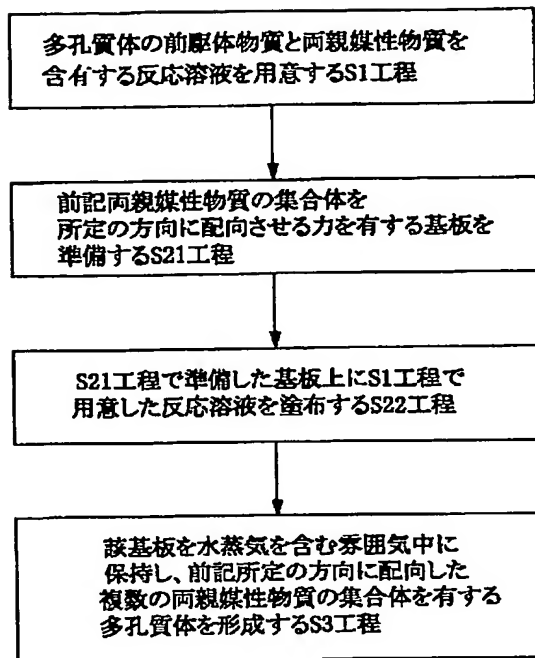 多孔質体の前駆体物質と両親媒性物質を
含有する反応溶液を用意するS1工程
前記両親媒性物質の集合体を
所定の方向に配向させる力を有する基板を
準備するS21工程
S21工程で準備した基板上にS1工程で
用意した反応溶液を塗布するS22工程
該基板を水蒸気を含む雰囲気中に
保持し、前記所定の方向に配向した
複数の両親媒性物質の集合体を有する
多孔質体を形成するS3工程